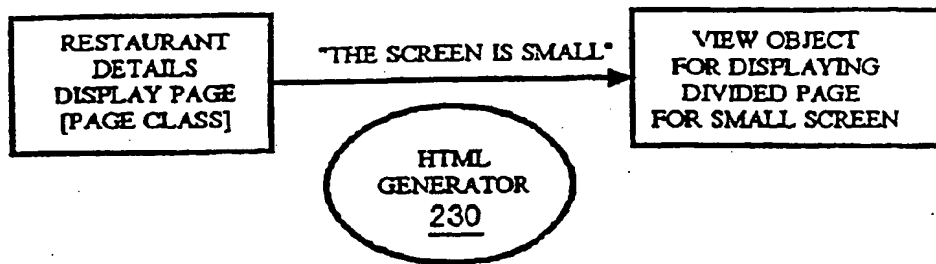 RESTAURANT
DETAILS
DISPLAY PAGE
[PAGE CLASS]
"THE SCREEN IS SMALL"
VIEW OBJECT
FOR DISPLAYING
DIVIDED PAGE
FOR SMALL SCREEN
HTML
GENERATOR
230